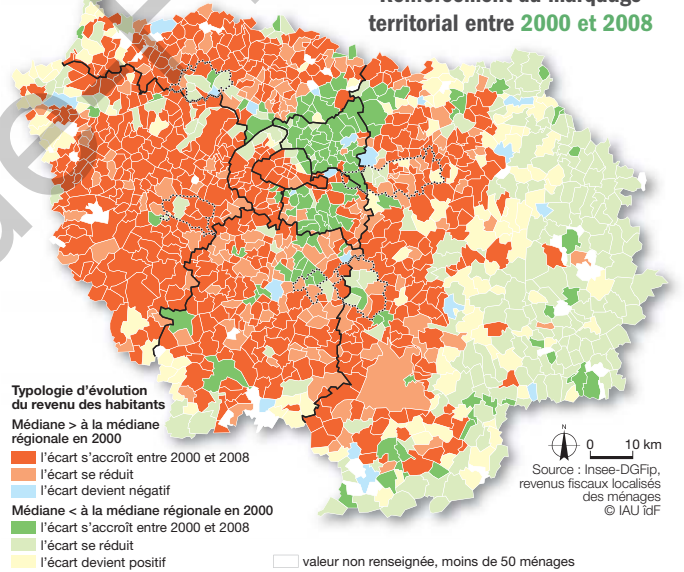 Renforcement du marquage
territorial entre 2000 et 2008
Typologie d'évolution
du revenu des habitants
Médiane > à la médiane
régionale en 2000
l'écart s'accroît entre 2000 et 2008
l'écart se réduit
l'écart devient négatif
Médiane < à la médiane régionale en 2000
l'écart s'accroît entre 2000 et 2008
l'écart se réduit
l'écart devient positif
valeur non renseignée, moins de 50 ménages
N
0 10 km
Source : Insee-DGFip,
revenus fiscaux localisés
des ménages
© IAU îdF